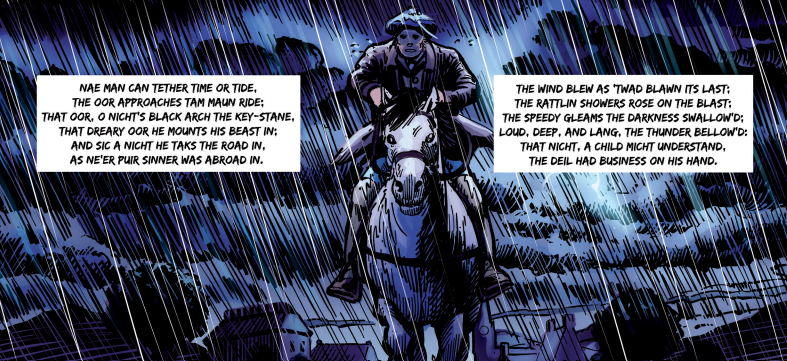 NAE MAN CAN TETHER TIME OR TIDE,
THE OOR APPROACHES TAM MAUN RIDE;
THAT OOR, O NICHT'S BLACK ARCH THE KEY-STANE,
THAT DREARY OOR HE MOUNTS HIS BEAST IN;
AND SIC A NICHT HE TAKS THE ROAD IN,
AS NE'ER PUIR SINNER WAS ABROAD IN.
THE WIND BLEW AS 'TWAD BLAWN ITS LAST;
THE RATTLIN SHOWERS ROSE ON THE BLAST;
THE SPEEDY GLEAMS THE DARKNESS SWALLOW'D;
LOUD, DEEP, AND LANG, THE THUNDER BELLOW'D:
THAT NICHT, A CHILD MICHT UNDERSTAND,
THE DEIL HAD BUSINESS ON HIS HAND.